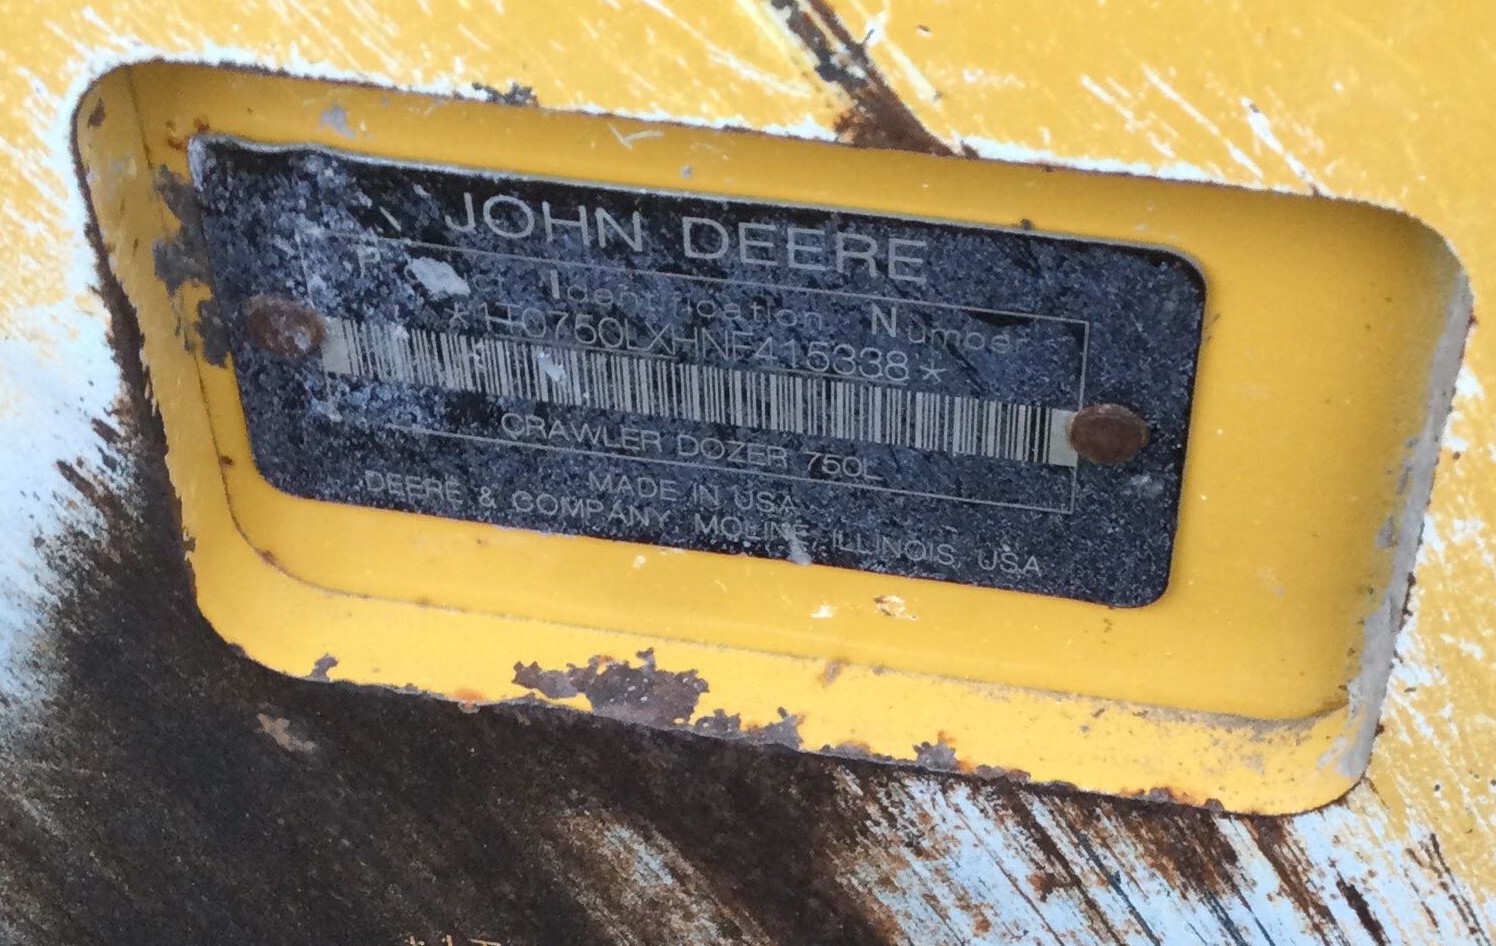 JOHN DEERE
Identification Number
*1T0750LXHNF415338*
CRAWLER DOZER 750L
MADE IN USA
DEERE & COMPANY, MOLINE, ILLINOIS, USA